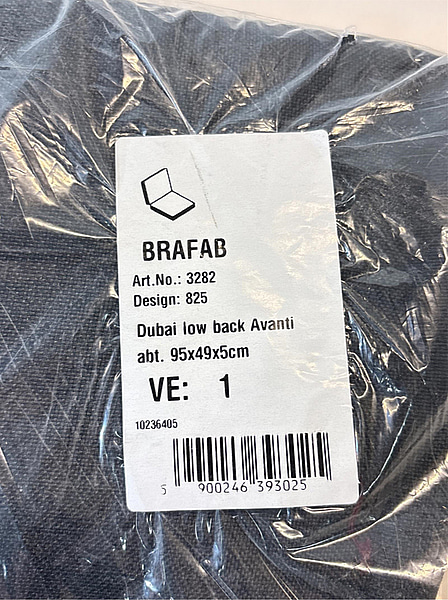 BRAFAB
Art.No.: 3282
Design: 825
Dubai low back Avanti
abt. 95x49x5cm
VE: 1
10236405
5 900246 393025